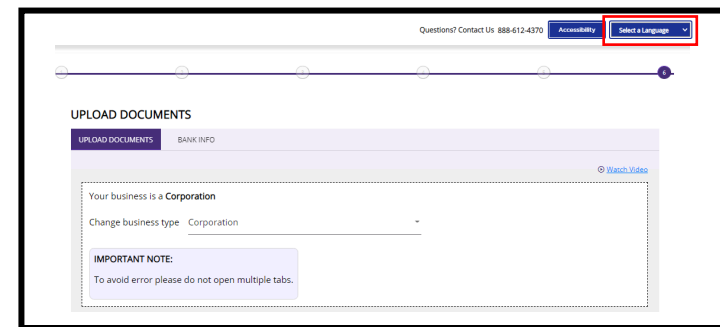 Questions? Contact Us 888-612-4370 Accessibility Select a Language
6
UPLOAD DOCUMENTS
UPLOAD DOCUMENTS BANK INFO
Watch Video
Your business is a Corporation
Change business type Corporation
IMPORTANT NOTE:
To avoid error please do not open multiple tabs.